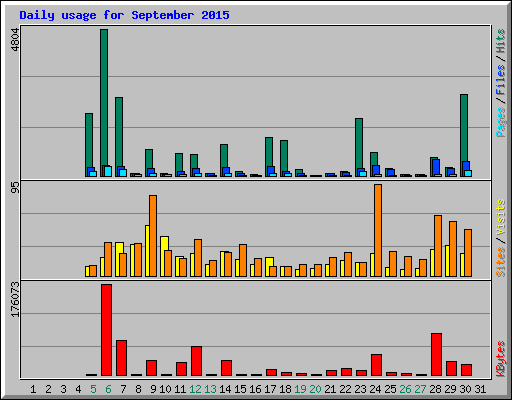 Daily usage for September 2015
4804
Pages / Files / Hits
95
Sites / Visits
176073
KBytes
1 2 3 4 5 6 7 8 9 10 11 12 13 14 15 16 17 18 19 20 21 22 23 24 25 26 27 28 29 30 31